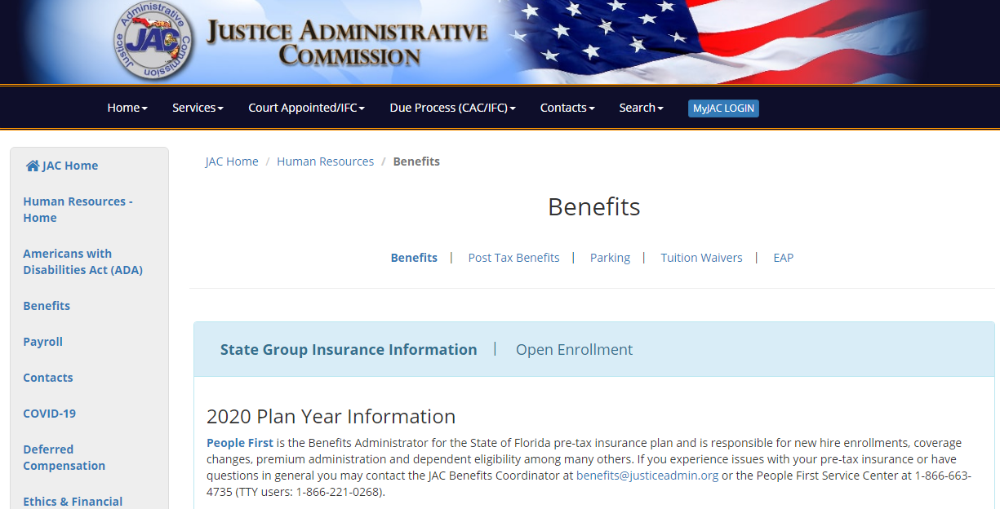 Justice Administrative Commission
JAC
JUSTICE ADMINISTRATIVE
COMMISSION
Home
Services
Court Appointed/IFC
Due Process (CAC/IFC)
Contacts
Search
MyJAC LOGIN
JAC Home
Human Resources -
Home
Americans with
Disabilities Act (ADA)
Benefits
Payroll
Contacts
COVID-19
Deferred
Compensation
Ethics & Financial
JAC Home / Human Resources / Benefits
Benefits
Benefits | Post Tax Benefits | Parking | Tuition Waivers | EAP
State Group Insurance Information | Open Enrollment
2020 Plan Year Information
People First is the Benefits Administrator for the State of Florida pre-tax insurance plan and is responsible for new hire enrollments, coverage
changes, premium administration and dependent eligibility among many others. If you experience issues with your pre-tax insurance or have
questions in general you may contact the JAC Benefits Coordinator at benefits@justiceadmin.org or the People First Service Center at 1-866-663-
4735 (TTY users: 1-866-221-0268).